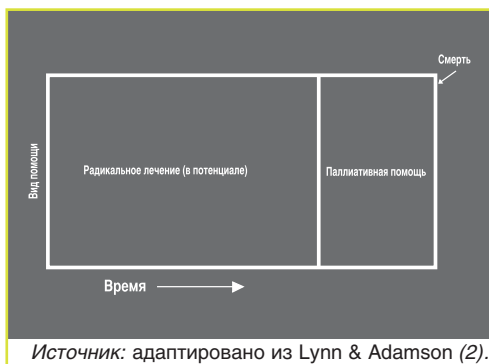 Смерть
Вид помощи
Радикальное лечение (в потенциале)
Паллиативная помощь
Время
Источник: адаптировано из Lynn & Adamson (2).